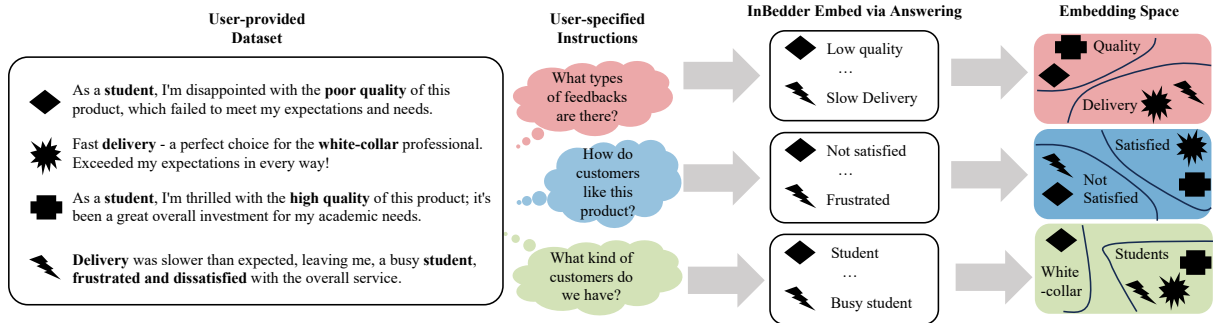 User-provided
Dataset
As a student, I'm disappointed with the poor quality of this
product, which failed to meet my expectations and needs.
Fast delivery - a perfect choice for the white-collar professional.
Exceeded my expectations in every way!
As a student, I'm thrilled with the high quality of this product; it's
been a great overall investment for my academic needs.
Delivery was slower than expected, leaving me, a busy student,
frustrated and dissatisfied with the overall service.
User-specified
Instructions
What types
of feedbacks
are there?
How do
customers
like this
product?
What kind of
customers do
we have?
InBedder Embed via Answering
Low quality
...
Slow Delivery
Not satisfied
...
Frustrated
Student
...
Busy student
Embedding Space
Quality
Delivery
Satisfied
Not
Satisfied
Students
White
-collar